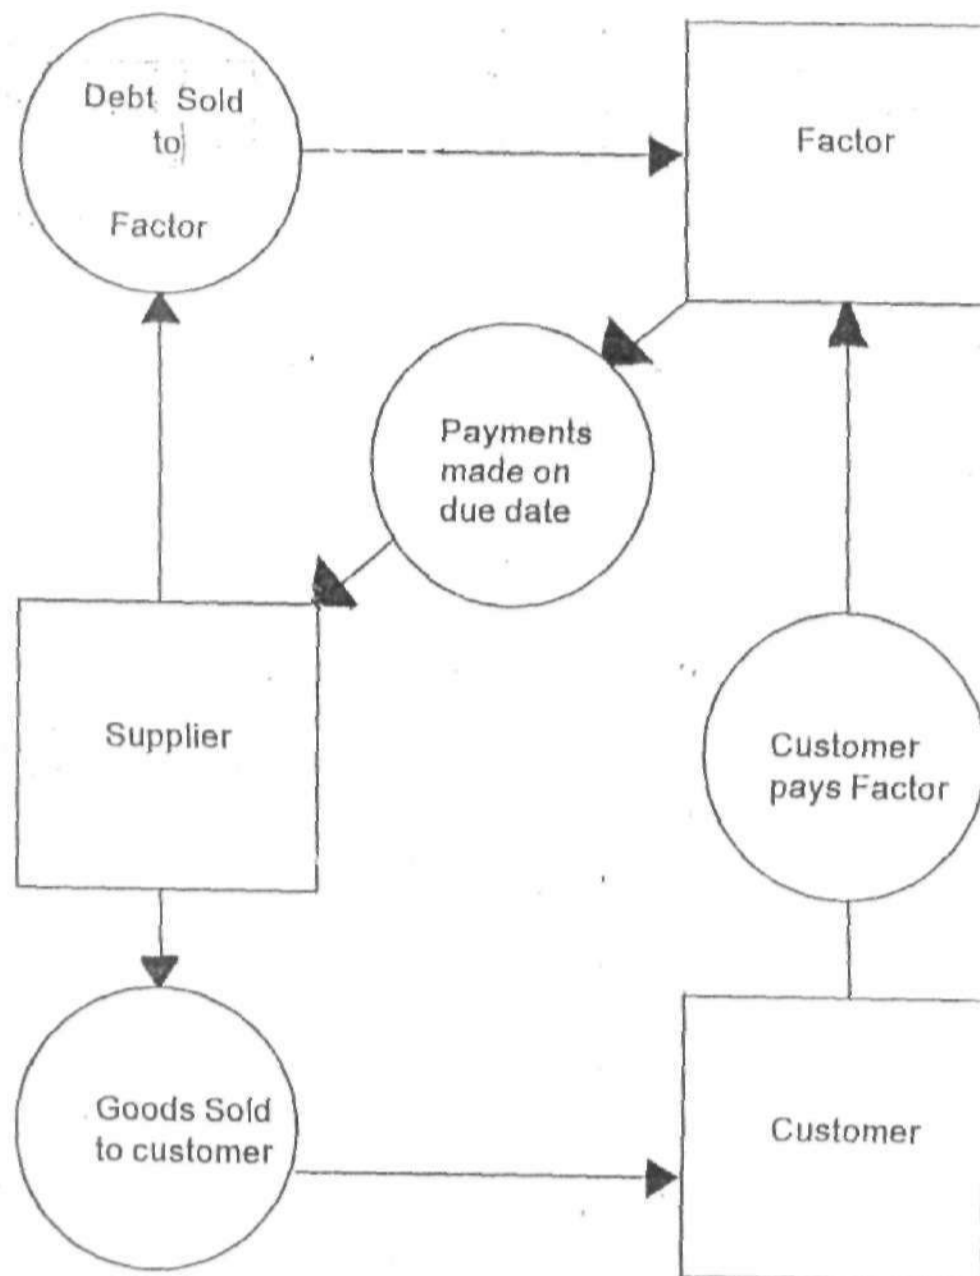 Debt Sold
to
Factor
Factor
Payments
made on
due date
Supplier
Customer
pays Factor
Goods Sold
to customer
Customer